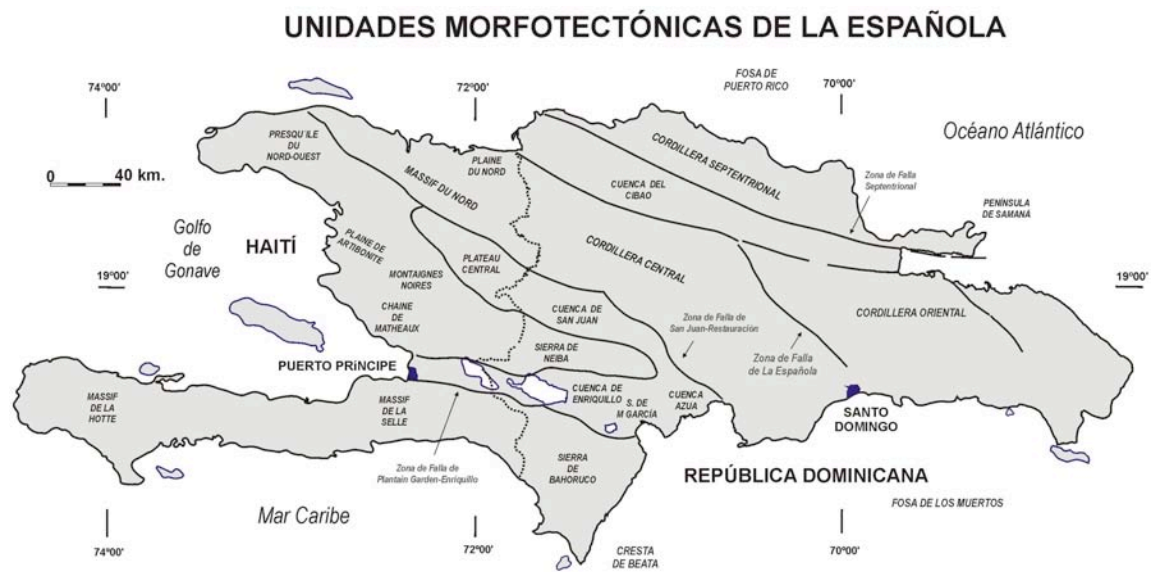 UNIDADES MORFOTECTÓNICAS DE LA ESPAÑOLA
74º00'
72º00'
FOSA DE
PUERTO RICO
70º00'
Océano Atlántico
PRESQU´ILE
DU
NORD-OUEST
PLAINE
DU NORD
CORDILLERA SEPTENTRIONAL
0 40 km.
MASSIF DU NORD
CUENCA DEL
CIBAO
Zona de Falla
Septentrional
PENÍNSULA
DE SAMANÁ
Golfo
de
Gonave
HAITÍ
PLAINE DE
ARTIBONITE
PLATEAU
CENTRAL
CORDILLERA CENTRAL
19º00'
MONTAIGNES
NOIRES
19º00'
CHAINE
DE
MATHEAUX
CUENCA DE
SAN JUAN
Zona de Falla de
San Juan-Restauración
CORDILLERA ORIENTAL
SIERRA DE
NEIBA
Zona de Falla
de La Española
PUERTO PRíNCIPE
MASSIF
DE LA
HOTTE
MASSIF
DE LA
SELLE
CUENCA DE
ENRIQUILLO
S. DE
M GARCÍA
CUENCA
AZUA
SANTO
DOMINGO
Zona de Falla de
Plantain Garden-Enriquillo
SIERRA
DE
BAHORUCO
REPÚBLICA DOMINICANA
FOSA DE LOS MUERTOS
Mar Caribe
74º00'
72º00'
CRESTA
DE BEATA
70º00'